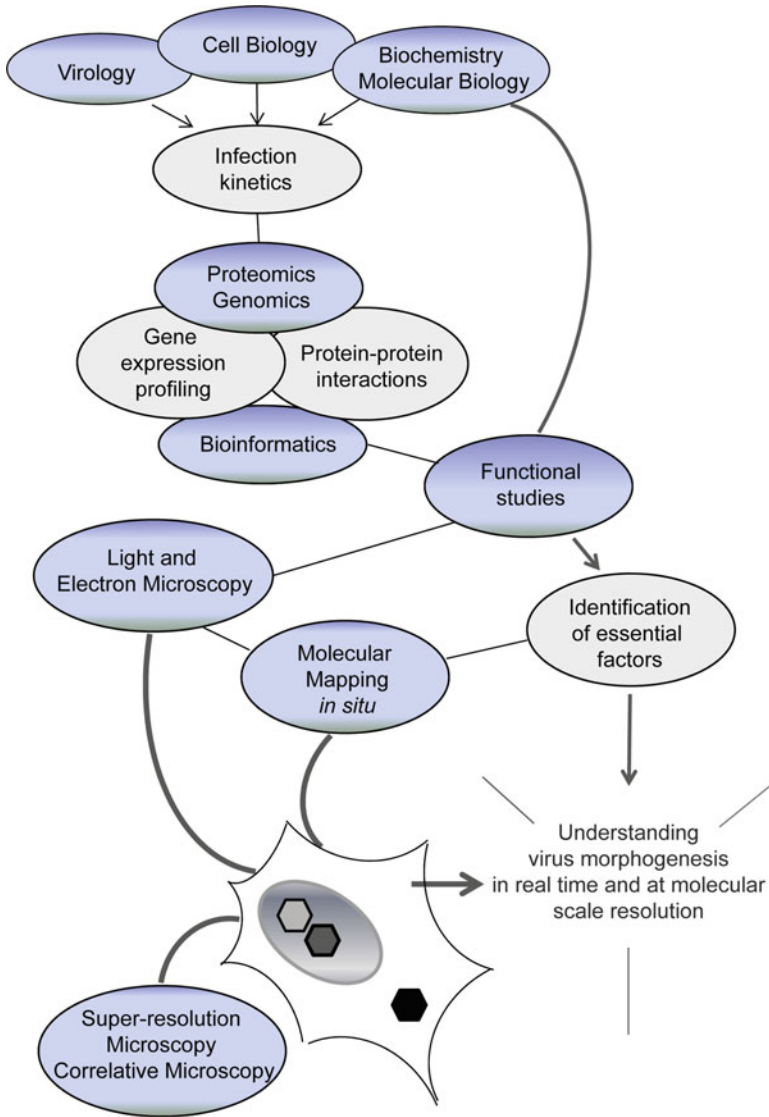 Virology
Cell Biology
Biochemistry
Molecular Biology
Infection
kinetics
Proteomics
Genomics
Gene
expression
profiling
Protein-protein
interactions
Bioinformatics
Functional
studies
Light and
Electron Microscopy
Identification
of essential
factors
Molecular
Mapping
in situ
Understanding
virus morphogenesis
in real time and at molecular
scale resolution
Super-resolution
Microscopy
Correlative Microscopy